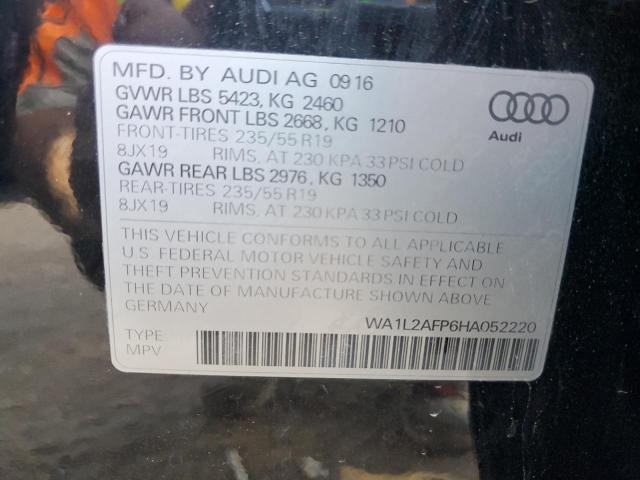 MFD. BY AUDI AG 0916
GVWR LBS 5423, KG 2460
GAWR FRONT LBS 2668, KG 1210
FRONT-TIRES 235/55 R19
8JX19 RIMS, AT 230 KPA 33 PSI COLD
GAWR REAR LBS 2976, KG 1350
REAR-TIRES 235/55 R19
8JX19 RIMS, AT 230 KPA 33 PSI COLD
Audi
THIS VEHICLE CONFORMS TO ALL APPLICABLE
U.S. FEDERAL MOTOR VEHICLE SAFETY AND
THEFT PREVENTION STANDARDS IN EFFECT ON
THE DATE OF MANUFACTURE SHOWN ABOVE
GERMANY
WA1L2AFP6HA052220
TYPE
MPV